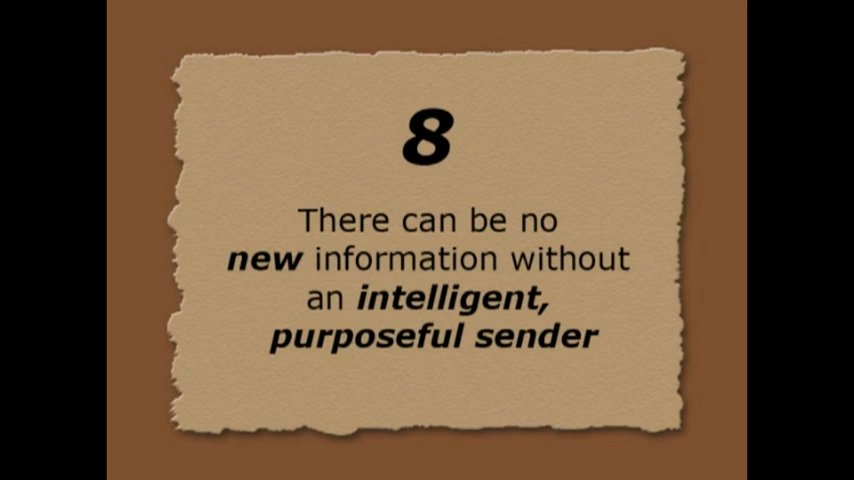 8
There can be no
new information without
an intelligent,
purposeful sender